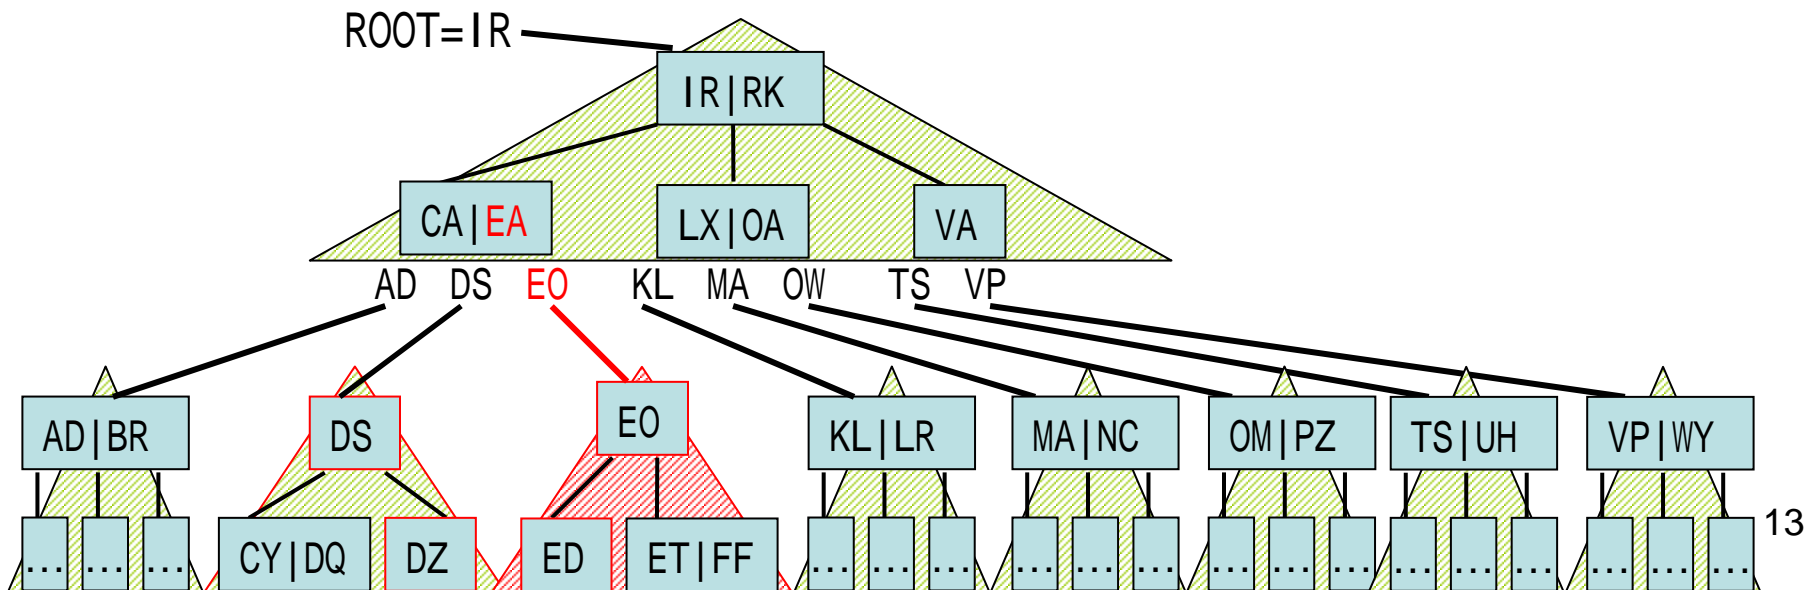 ROOT=IR
IR|RK
CA|EA LX|OA VA
AD DS EO KL MA OW TS VP
AD|BR DS EO KL|LR MA|NC OM|PZ TS|UH VP|WY
... ... ... CY|DQ DZ ED ET|FF ... ... ... ... ... ... ... ... ... ... ... ... ... ... ... 13